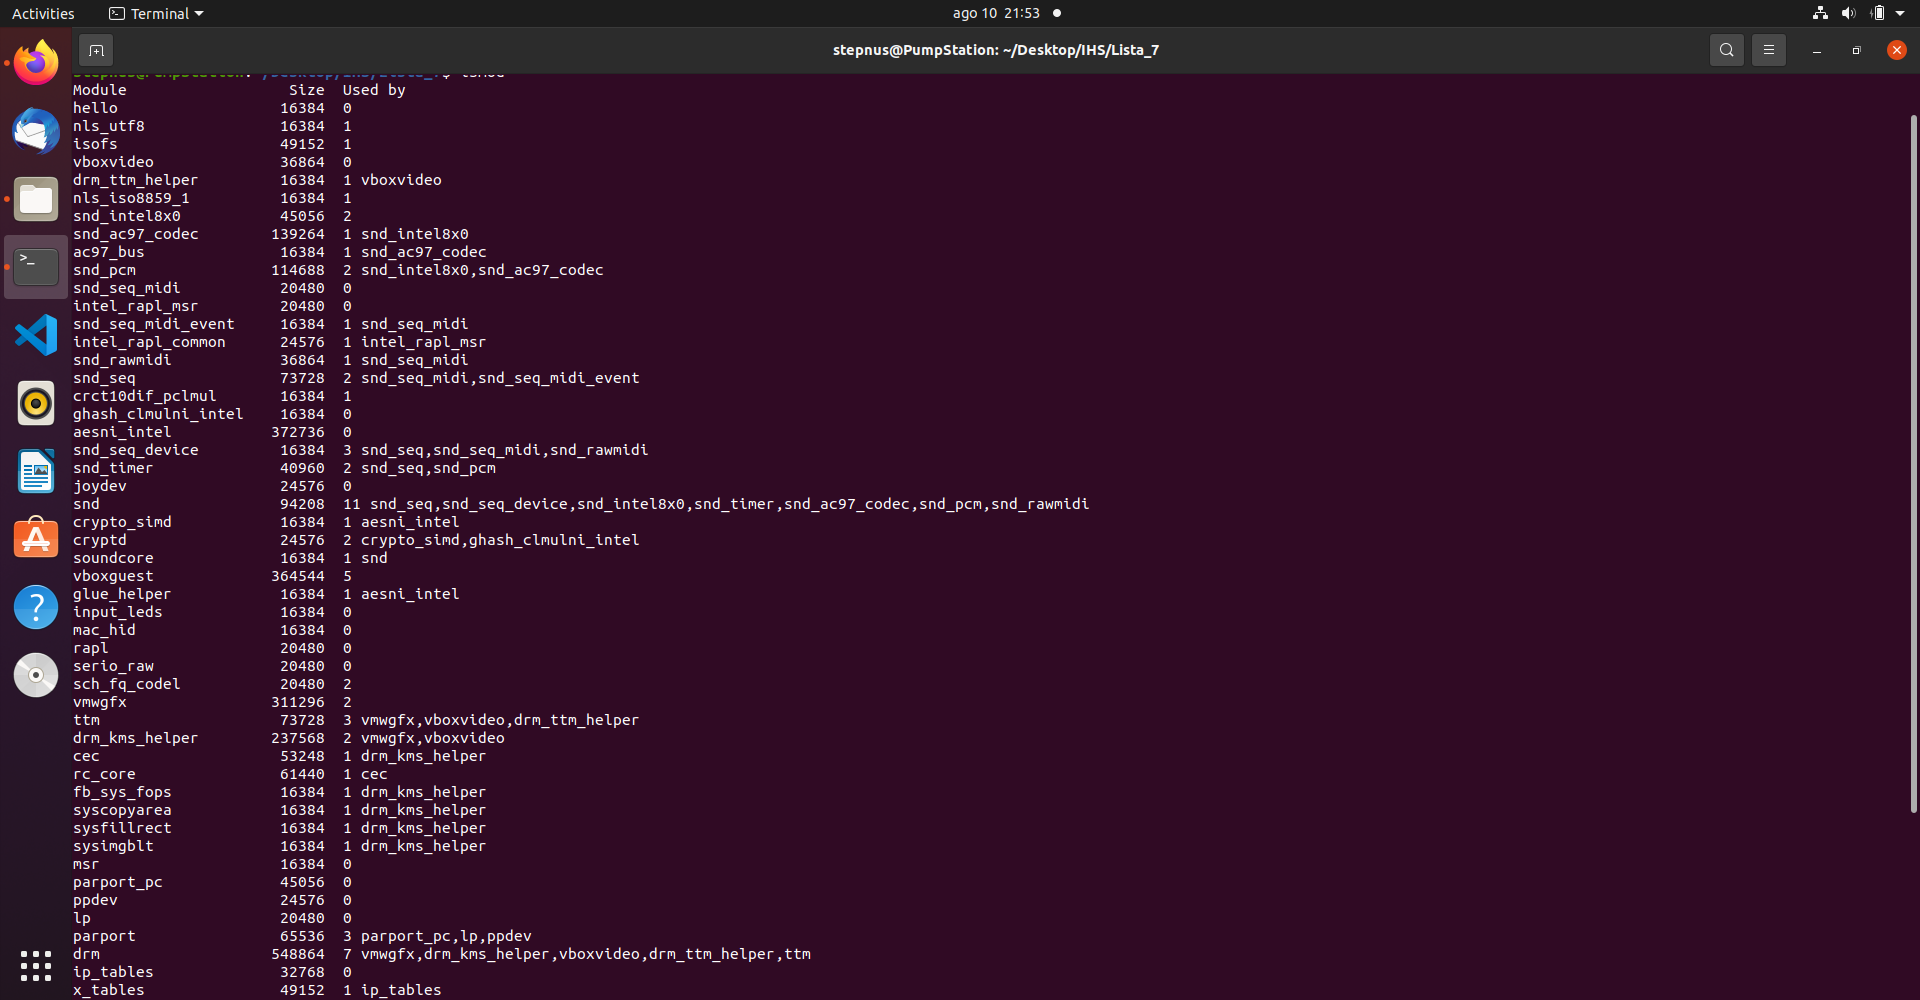 Activities
Terminal
ago 10 21:53
stepnus@PumpStation: ~/Desktop/IHS/Lista_7
stepnus@PumpStation:~/Desktop/IHS/Lista_7$ lsmod
Module Size Used by
hello 16384 0
nls_utf8 16384 1
isofs 49152 1
vboxvideo 36864 0
drm_ttm_helper 16384 1 vboxvideo
nls_iso8859_1 16384 1
snd_intel8x0 45056 2
snd_ac97_codec 139264 1 snd_intel8x0
ac97_bus 16384 1 snd_ac97_codec
snd_pcm 114688 2 snd_intel8x0,snd_ac97_codec
snd_seq_midi 20480 0
intel_rapl_msr 20480 0
snd_seq_midi_event 16384 1 snd_seq_midi
intel_rapl_common 24576 1 intel_rapl_msr
snd_rawmidi 36864 1 snd_seq_midi
snd_seq 73728 2 snd_seq_midi,snd_seq_midi_event
crct10dif_pclmul 16384 1
ghash_clmulni_intel 16384 0
aesni_intel 372736 0
snd_seq_device 16384 3 snd_seq,snd_seq_midi,snd_rawmidi
snd_timer 40960 2 snd_seq,snd_pcm
joydev 24576 0
snd 94208 11 snd_seq,snd_seq_device,snd_intel8x0,snd_timer,snd_ac97_codec,snd_pcm,snd_rawmidi
crypto_simd 16384 1 aesni_intel
cryptd 24576 2 crypto_simd,ghash_clmulni_intel
soundcore 16384 1 snd
vboxguest 364544 5
glue_helper 16384 1 aesni_intel
input_leds 16384 0
mac_hid 16384 0
rapl 20480 0
serio_raw 20480 0
sch_fq_codel 20480 2
vmwgfx 311296 2
ttm 73728 3 vmwgfx,vboxvideo,drm_ttm_helper
drm_kms_helper 237568 2 vmwgfx,vboxvideo
cec 53248 1 drm_kms_helper
rc_core 61440 1 cec
fb_sys_fops 16384 1 drm_kms_helper
syscopyarea 16384 1 drm_kms_helper
sysfillrect 16384 1 drm_kms_helper
sysimgblt 16384 1 drm_kms_helper
msr 16384 0
parport_pc 45056 0
ppdev 24576 0
lp 20480 0
parport 65536 3 parport_pc,lp,ppdev
drm 548864 7 vmwgfx,drm_kms_helper,vboxvideo,drm_ttm_helper,ttm
ip_tables 32768 0
x_tables 49152 1 ip_tables